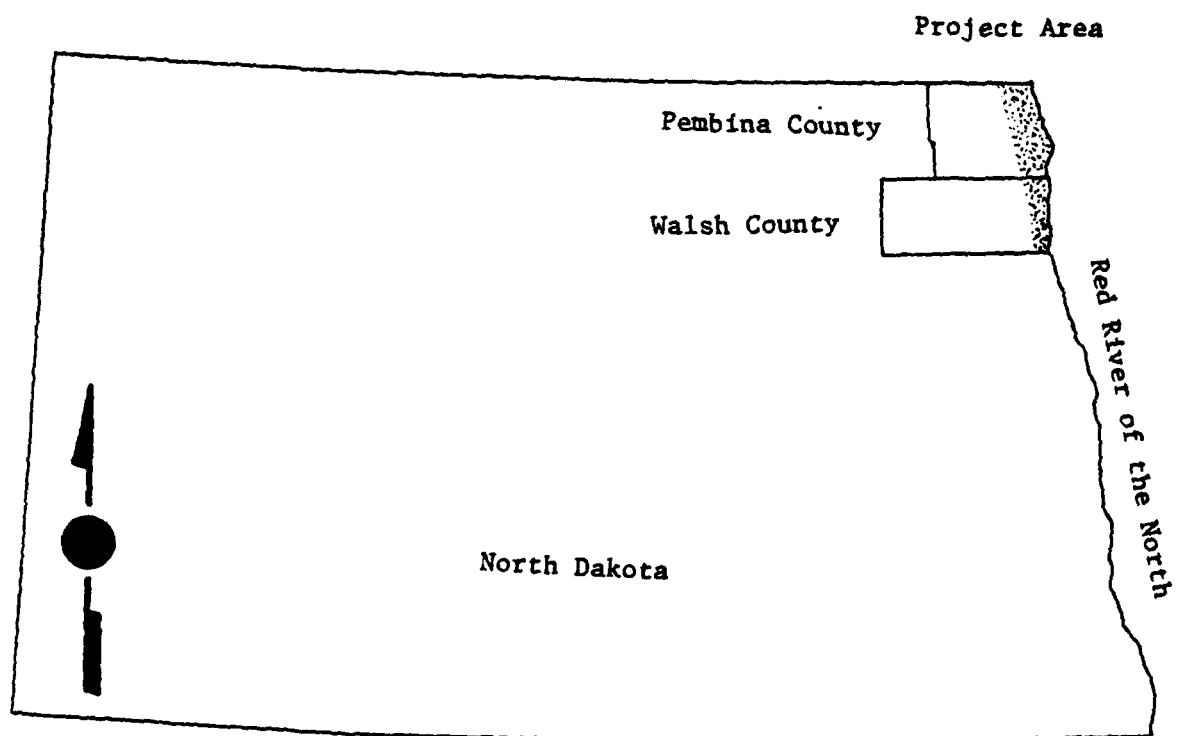 Project Area
Pembina County
Walsh County
Red River of the North
North Dakota